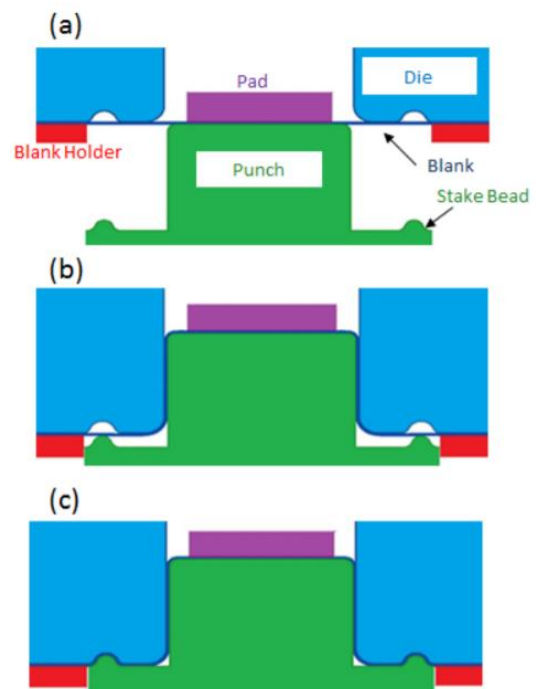 (a)
Pad
Die
Blank Holder
Blank
Punch
Stake Bead
(b)
(c)